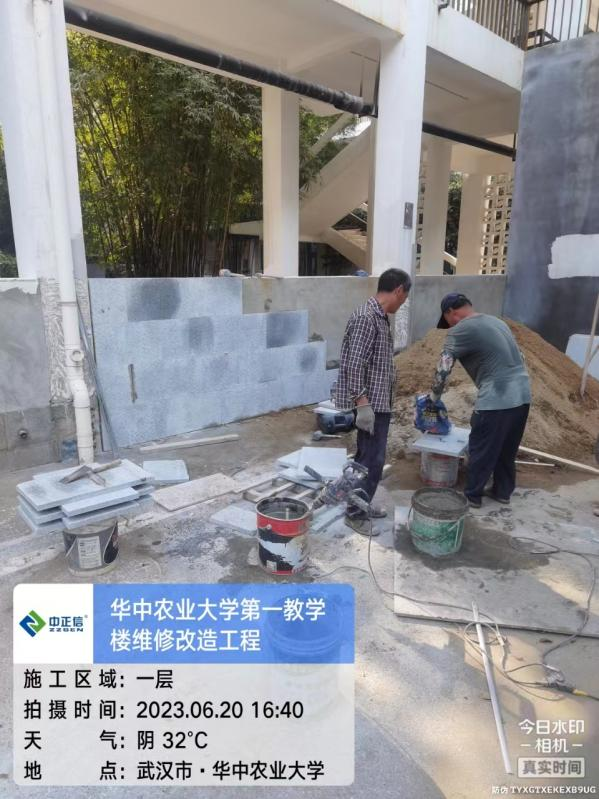 中正信®
ZZGEN
华中农业大学第一教学
楼维修改造工程
施工区域：一层
拍摄时间：2023.06.20 16:40
天气：阴 32℃
地点：武汉市·华中农业大学
今日水印
-相机-
真实时间
防伪 TYXGTXEKEXB9UG